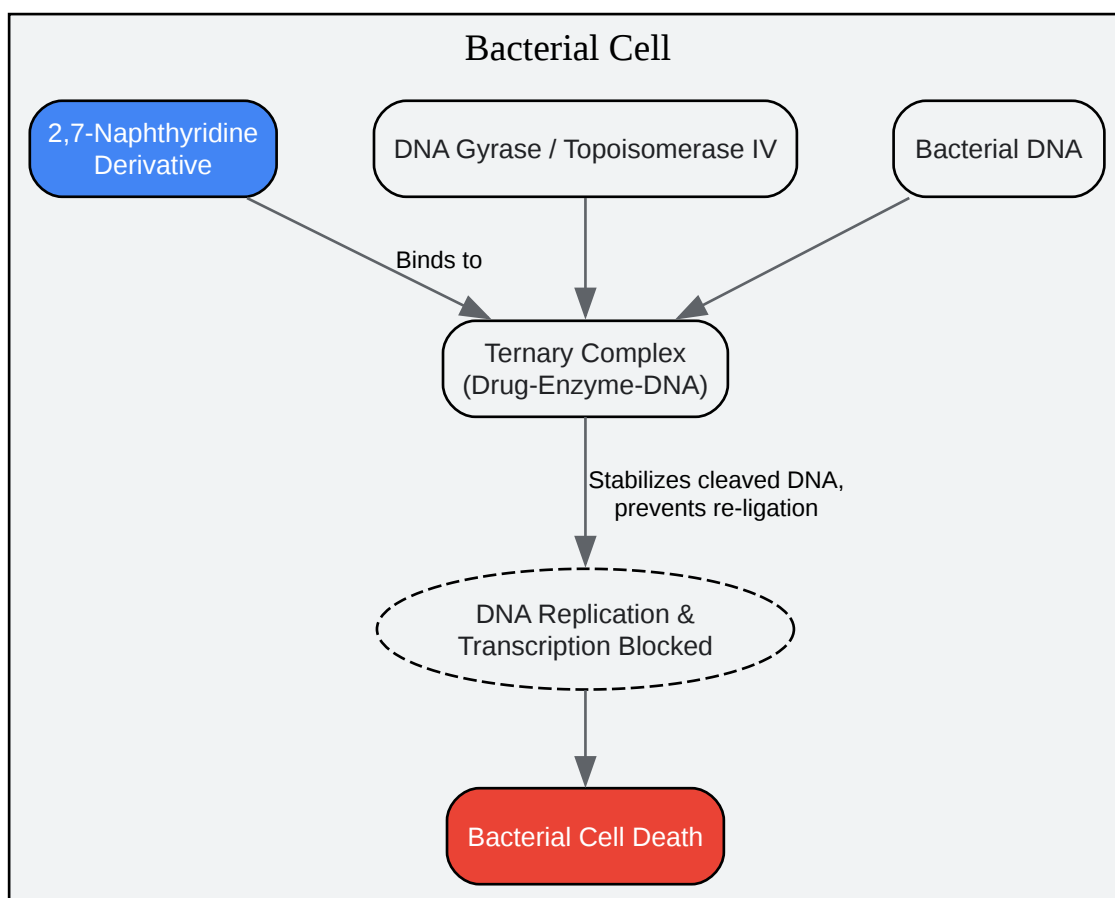 Bacterial Cell
2,7-Naphthyridine
Derivative
DNA Gyrase / Topoisomerase IV
Bacterial DNA
Binds to
Ternary Complex
(Drug-Enzyme-DNA)
Stabilizes cleaved DNA,
prevents re-ligation
DNA Replication &
Transcription Blocked
Bacterial Cell Death